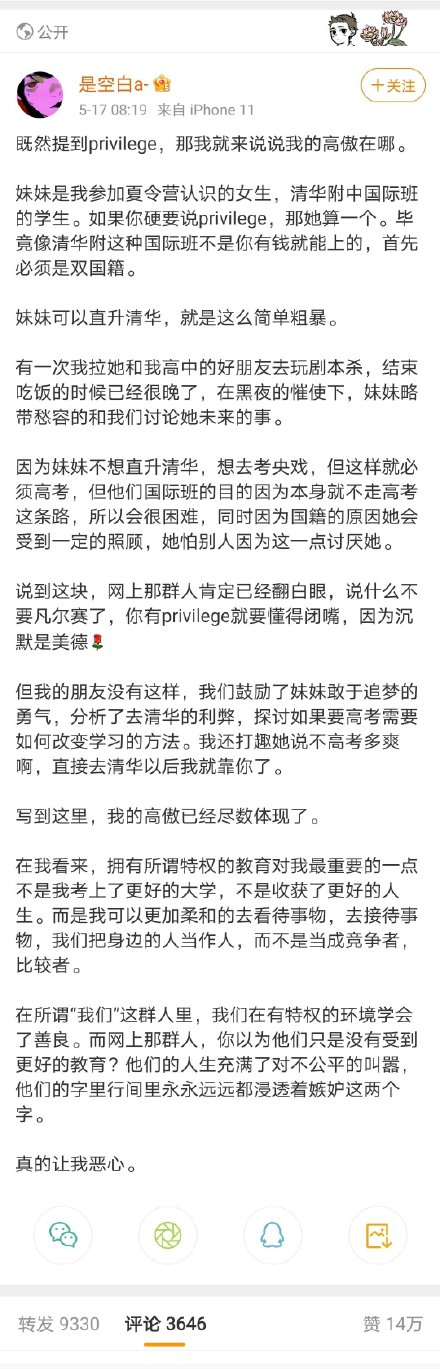 公开
是空白a-
+关注
5-17 08:19 来自 iPhone 11
既然提到privilege，那我就来说说我的高傲在哪。
妹妹是我参加夏令营认识的女生，清华附中国际班
的学生。如果你硬要说privilege，那她算一个。毕
竟像清华附这种国际班不是你有钱就能上的，首先
必须是双国籍。
妹妹可以直升清华，就是这么简单粗暴。
有一次我拉她和我高中的好朋友去玩剧本杀，结束
吃饭的时候已经很晚了，在黑夜的催使下，妹妹略
带愁容的和我们讨论她未来的事。
因为妹妹不想直升清华，想去考央戏，但这样就必
须高考，但他们国际班的目的因为本身就不走高考
这条路，所以会很困难，同时因为国籍的原因她会
受到一定的照顾，她怕别人因为这一点讨厌她。
说到这块，网上那群人肯定已经翻白眼，说什么不
要凡尔赛了，你有privilege就要懂得闭嘴，因为沉
默是美德🌹
但我的朋友没有这样，我们鼓励了妹妹敢于追梦的
勇气，分析了去清华的利弊，探讨如果要高考需要
如何改变学习的方法。我还打趣她说不高考多爽
啊，直接去清华以后我就靠你了。
写到这里，我的高傲已经尽数体现了。
在我看来，拥有所谓特权的教育对我最重要的一点
不是我考上了更好的大学，不是收获了更好的人
生。而是我可以更加柔和的去看待事物，去接待事
物，我们把身边的人当作人，而不是当成竞争者，
比较者。
在所谓“我们”这群人里，我们在有特权的环境学会
了善良。而网上那群人，你以为他们只是没有受到
更好的教育？他们的人生充满了对不公平的叫嚣，
他们的字里行间里永永远远都浸透着嫉妒这两个
字。
真的让我恶心。
转发 9330 评论 3646 赞 14万